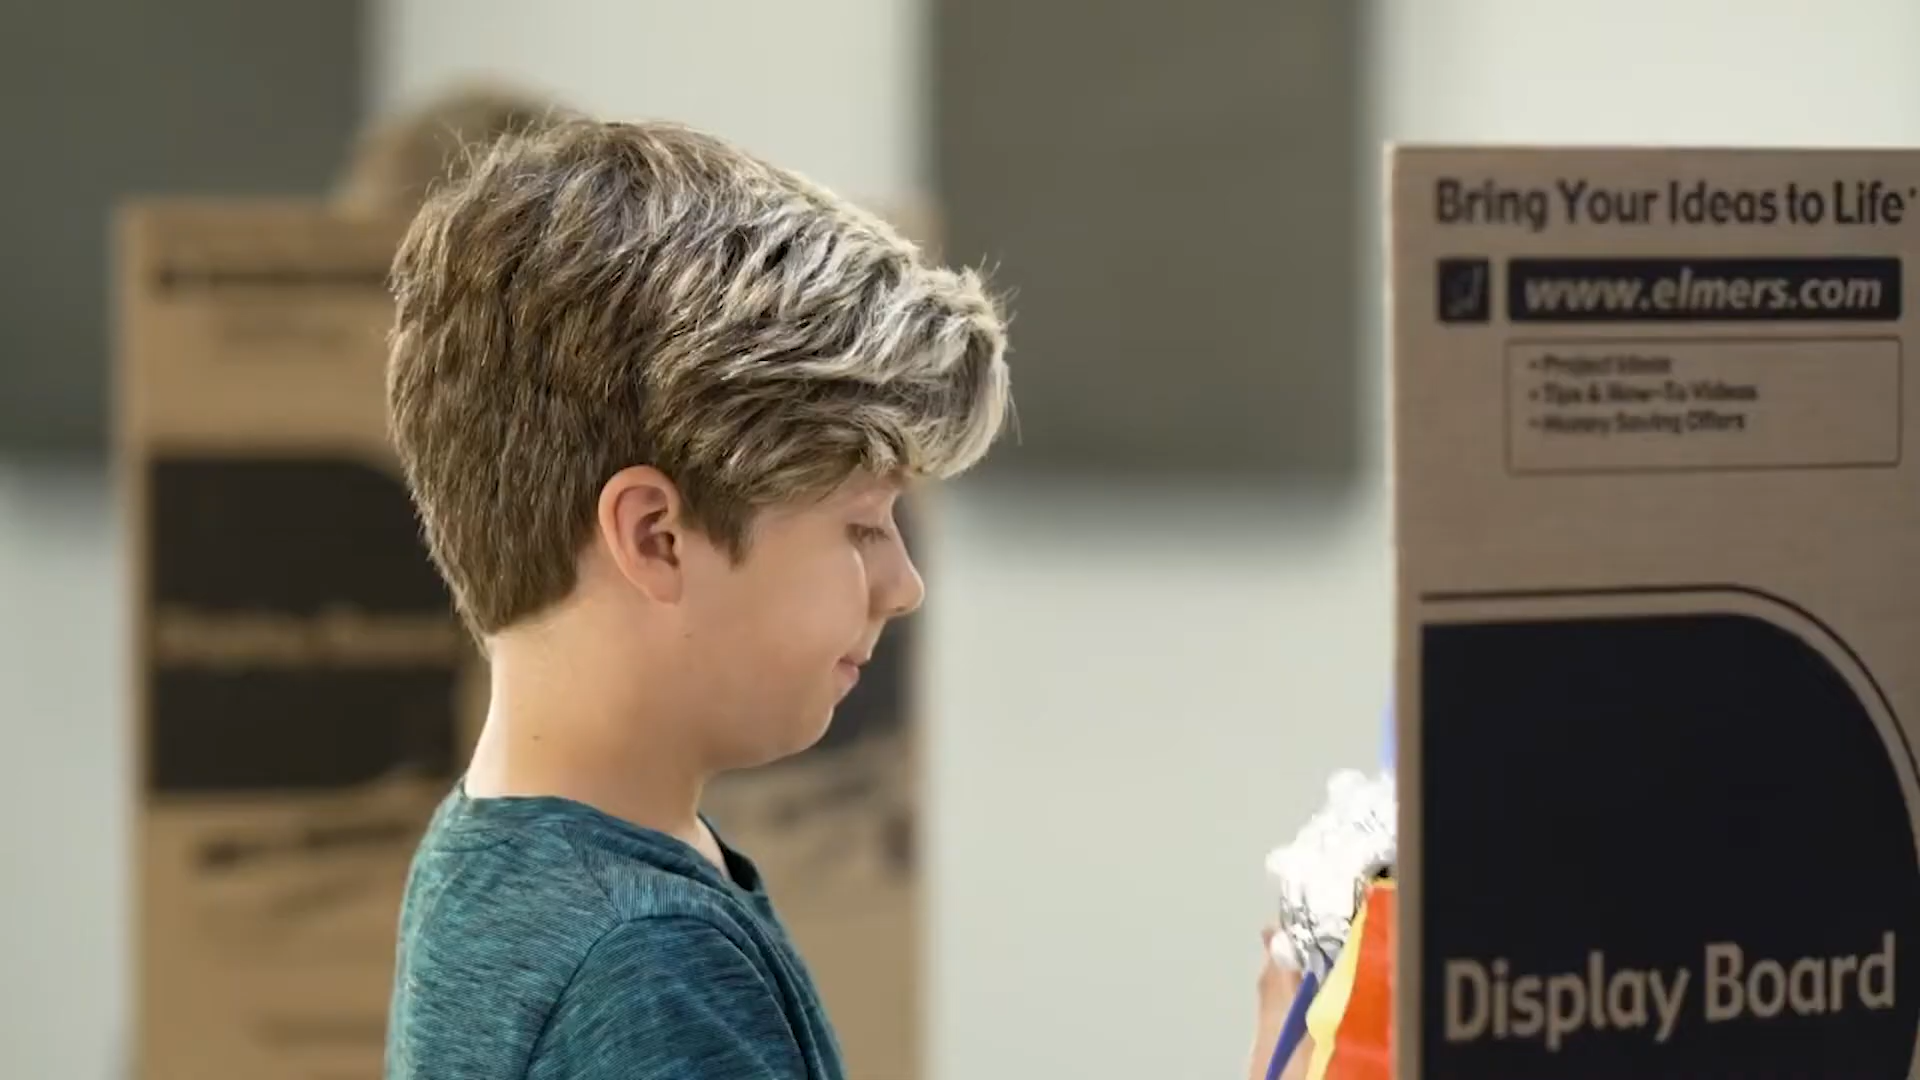 Bring Your Ideas to Life
www.elmers.com
• Project Ideas
• Tips & How-To Videos
• Money Saving Offers
Display Board